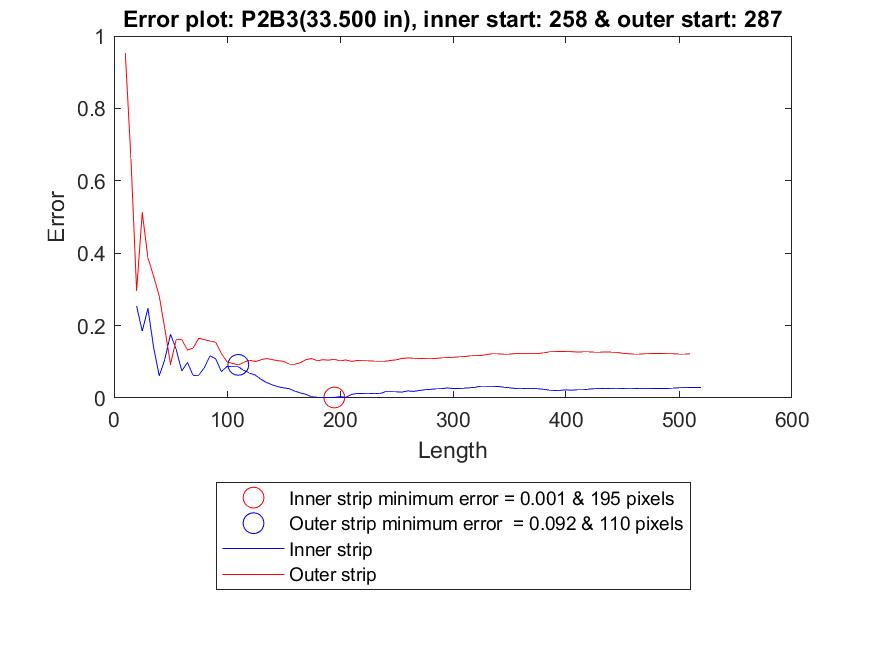 Error plot: P2B3(33.500 in), inner start: 258 & outer start: 287
1
0.8
0.6
0.4
0.2
0
Error
0 100 200 300 400 500 600
Length
Inner strip minimum error = 0.001 & 195 pixels
Outer strip minimum error  = 0.092 & 110 pixels
Inner strip
Outer strip